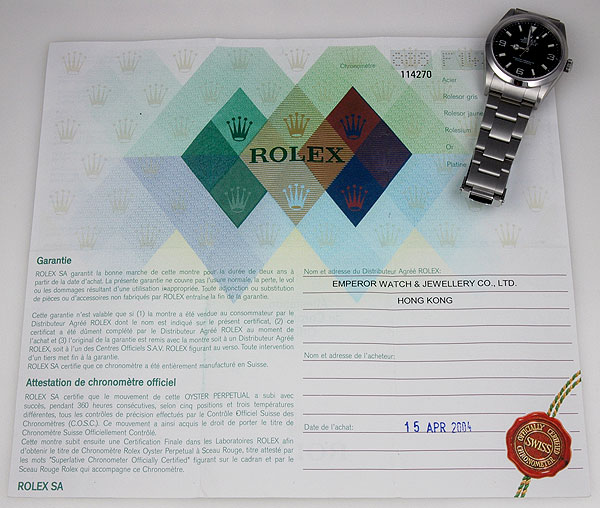 Chronomètre
114270
Acier
Rolesor gris
Rolesor jaune
Rolesium
Or
Platine
ROLEX
Garantie
ROLEX SA garantit la bonne marche de cette montre pour la durée de deux ans à
partir de la date d'achat. La présente garantie ne couvre pas l'usure normale, la perte, le vol
ou les dommages résultant d'une utilisation inappropriée. Toute adjonction ou substitution
de pièces ou d'accessoires non fabriqués par ROLEX entraîne la fin de la garantie.
Cette garantie n'est valable que si (1) la montre a été vendue au consommateur par le
Distributeur Agréé ROLEX dont le nom est indiqué sur le présent certificat, (2) ce
certificat a été dûment complété par le Distributeur Agréé ROLEX au moment de
l'achat et (3) l'original de la garantie est remis avec la montre soit à un Distributeur Agréé
ROLEX, soit à l'un des Centres Officiels S.A.V. ROLEX figurant au verso. Toute intervention
d'un tiers met fin à la garantie.
ROLEX SA certifie que ce chronomètre a été entièrement manufacturé en Suisse.
Attestation de chronomètre officiel
ROLEX SA certifie que le mouvement de cette OYSTER PERPETUAL a subi avec
succès, pendant 360 heures consécutives, selon cinq positions et trois températures
différentes, tous les contrôles de précision effectués par le Contrôle Officiel Suisse des
Chronomètres (C.O.S.C.). Ce mouvement a ainsi acquis le droit de porter le titre de
Chronomètre Suisse Officiellement Contrôlé.
Cette montre subit ensuite une Certification Finale dans les Laboratoires ROLEX afin
d'obtenir le titre de Chronomètre Rolex Oyster Perpetual à Sceau Rouge, titre attesté par
les mots "Superlative Chronometer Officially Certified" figurant sur le cadran et par le
Sceau Rouge Rolex qui accompagne ce Chronomètre.
ROLEX SA
Nom et adresse du Distributeur Agréé ROLEX:
EMPEROR WATCH & JEWELLERY CO., LTD.
HONG KONG
Nom et adresse de l'acheteur:
Date de l'achat:
15 APR 2004
OFFICIALLY CERTIFIED
SWISS
CHRONOMETER